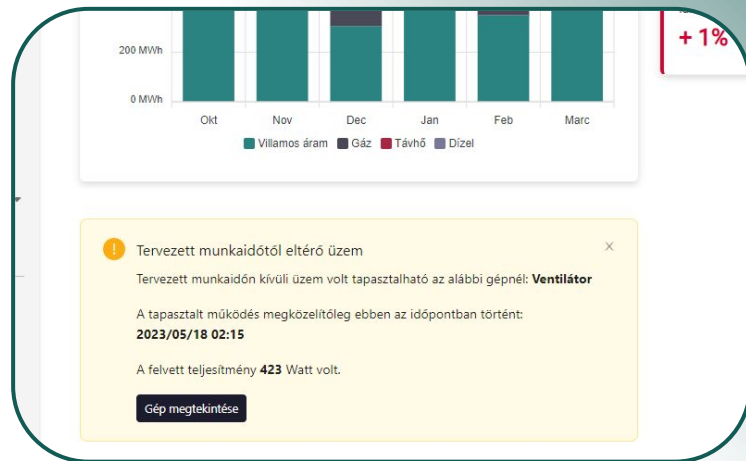 + 1%
200 MWh
0 MWh
Okt Nov Dec Jan Feb Marc
Villamos áram Gáz Távhő Dízel
Tervezett munkaidőtől eltérő üzem
Tervezett munkaidőn kívüli üzem volt tapasztalható az alábbi gépnél: Ventilátor
A tapasztalt működés megközelítőleg ebben az időpontban történt:
2023/05/18 02:15
A felvett teljesítmény 423 Watt volt.
Gép megtekintése